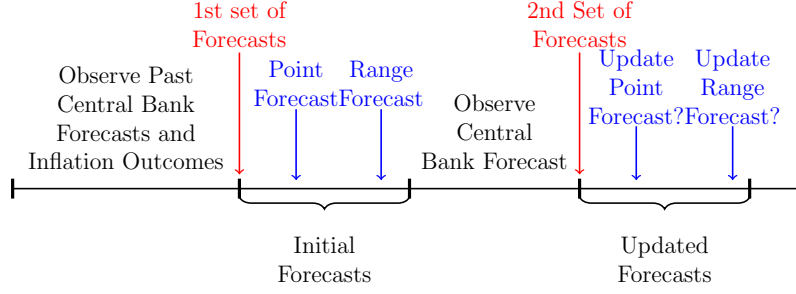 1st set of
Forecasts
Observe Past
Central Bank
Forecasts and
Inflation Outcomes
Point
Forecast
Range
Forecast
Observe
Central
Bank Forecast
2nd Set of
Forecasts
Update
Point
Forecast?
Update
Range
Forecast?
Initial
Forecasts
Updated
Forecasts